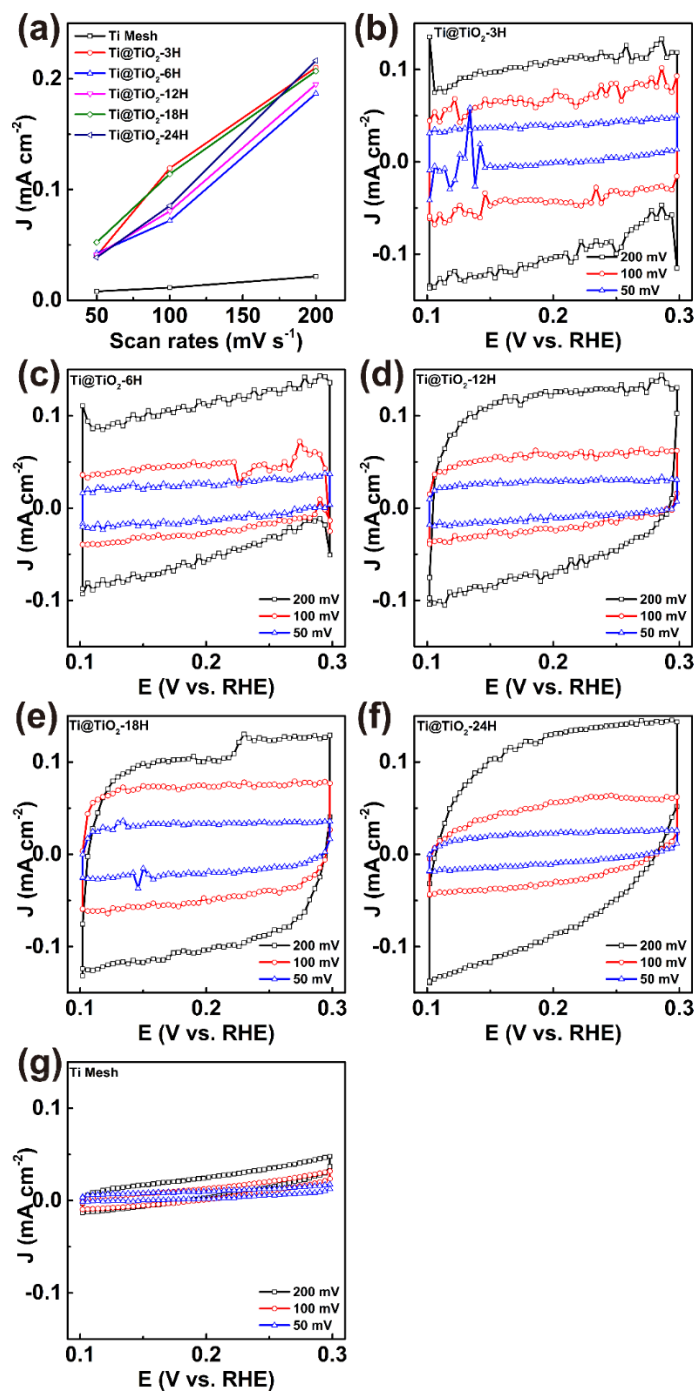 (a)
Ti Mesh
Ti@TiO₂-3H
Ti@TiO₂-6H
Ti@TiO₂-12H
Ti@TiO₂-18H
Ti@TiO₂-24H
0.2
0.1
0.0
J (mA cm⁻²)
50 100 150 200
Scan rates (mV s⁻¹)
(b)
Ti@TiO₂-3H
0.1
0.0
-0.1
J (mA cm⁻²)
200 mV
100 mV
50 mV
0.1 0.2 0.3
E (V vs. RHE)
(c)
Ti@TiO₂-6H
0.1
0.0
-0.1
J (mA cm⁻²)
200 mV
100 mV
50 mV
0.1 0.2 0.3
E (V vs. RHE)
(d)
Ti@TiO₂-12H
0.1
0.0
-0.1
J (mA cm⁻²)
200 mV
100 mV
50 mV
0.1 0.2 0.3
E (V vs. RHE)
(e)
Ti@TiO₂-18H
0.1
0.0
-0.1
J (mA cm⁻²)
200 mV
100 mV
50 mV
0.1 0.2 0.3
E (V vs. RHE)
(f)
Ti@TiO₂-24H
0.1
0.0
-0.1
J (mA cm⁻²)
200 mV
100 mV
50 mV
0.1 0.2 0.3
E (V vs. RHE)
(g)
Ti Mesh
0.1
0.0
-0.1
J (mA cm⁻²)
200 mV
100 mV
50 mV
0.1 0.2 0.3
E (V vs. RHE)